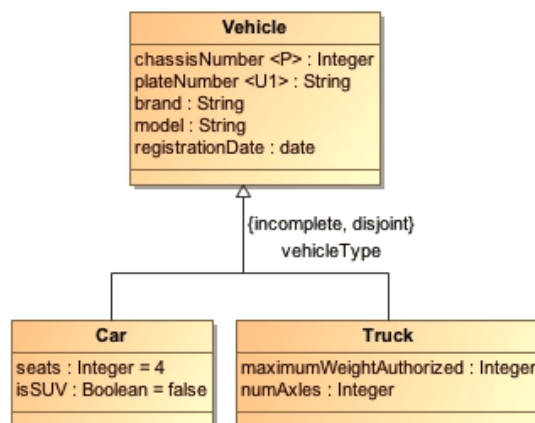 Vehicle
chassisNumber <P> : Integer
plateNumber <U1> : String
brand : String
model : String
registrationDate : date
{incomplete, disjoint}
vehicleType
Car
seats : Integer = 4
isSUV : Boolean = false
Truck
maximumWeightAuthorized : Integer
numAxles : Integer